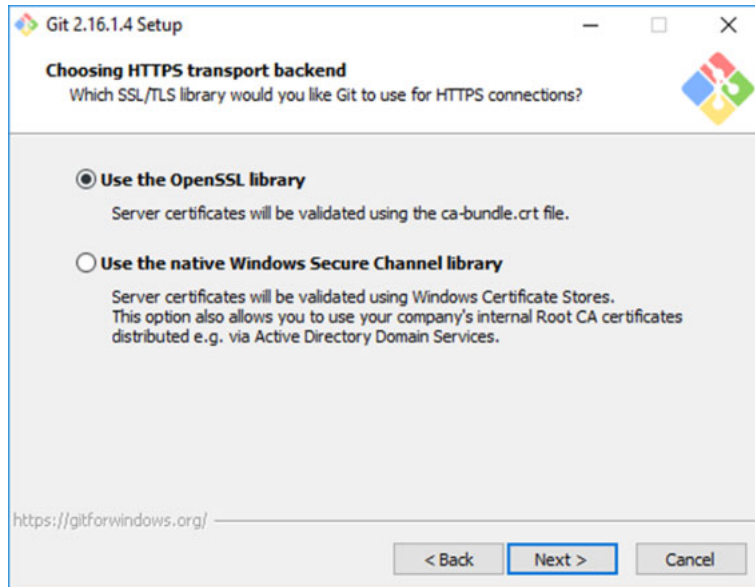 Git 2.16.1.4 Setup
Choosing HTTPS transport backend
Which SSL/TLS library would you like Git to use for HTTPS connections?
Use the OpenSSL library
Server certificates will be validated using the ca-bundle.crt file.
Use the native Windows Secure Channel library
Server certificates will be validated using Windows Certificate Stores.
This option also allows you to use your company's internal Root CA certificates
distributed e.g. via Active Directory Domain Services.
https://gitforwindows.org/
< Back Next > Cancel